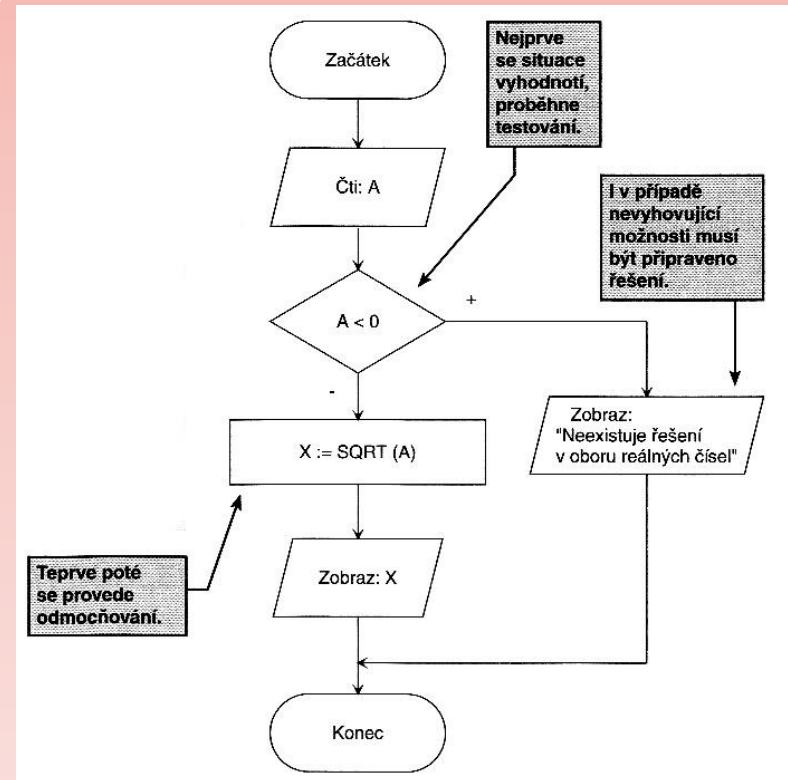 Začátek
Nejprve
se situace
vyhodnotí,
proběhne
testování.
Čti: A
I v případě
nevyhovující
možnosti musí
být připraveno
řešení.
A < 0
+
-
Zobraz:
"Neexistuje řešení
v oboru reálných čísel"
X := SQRT (A)
Teprve poté
se provede
odmocňování.
Zobraz: X
Konec